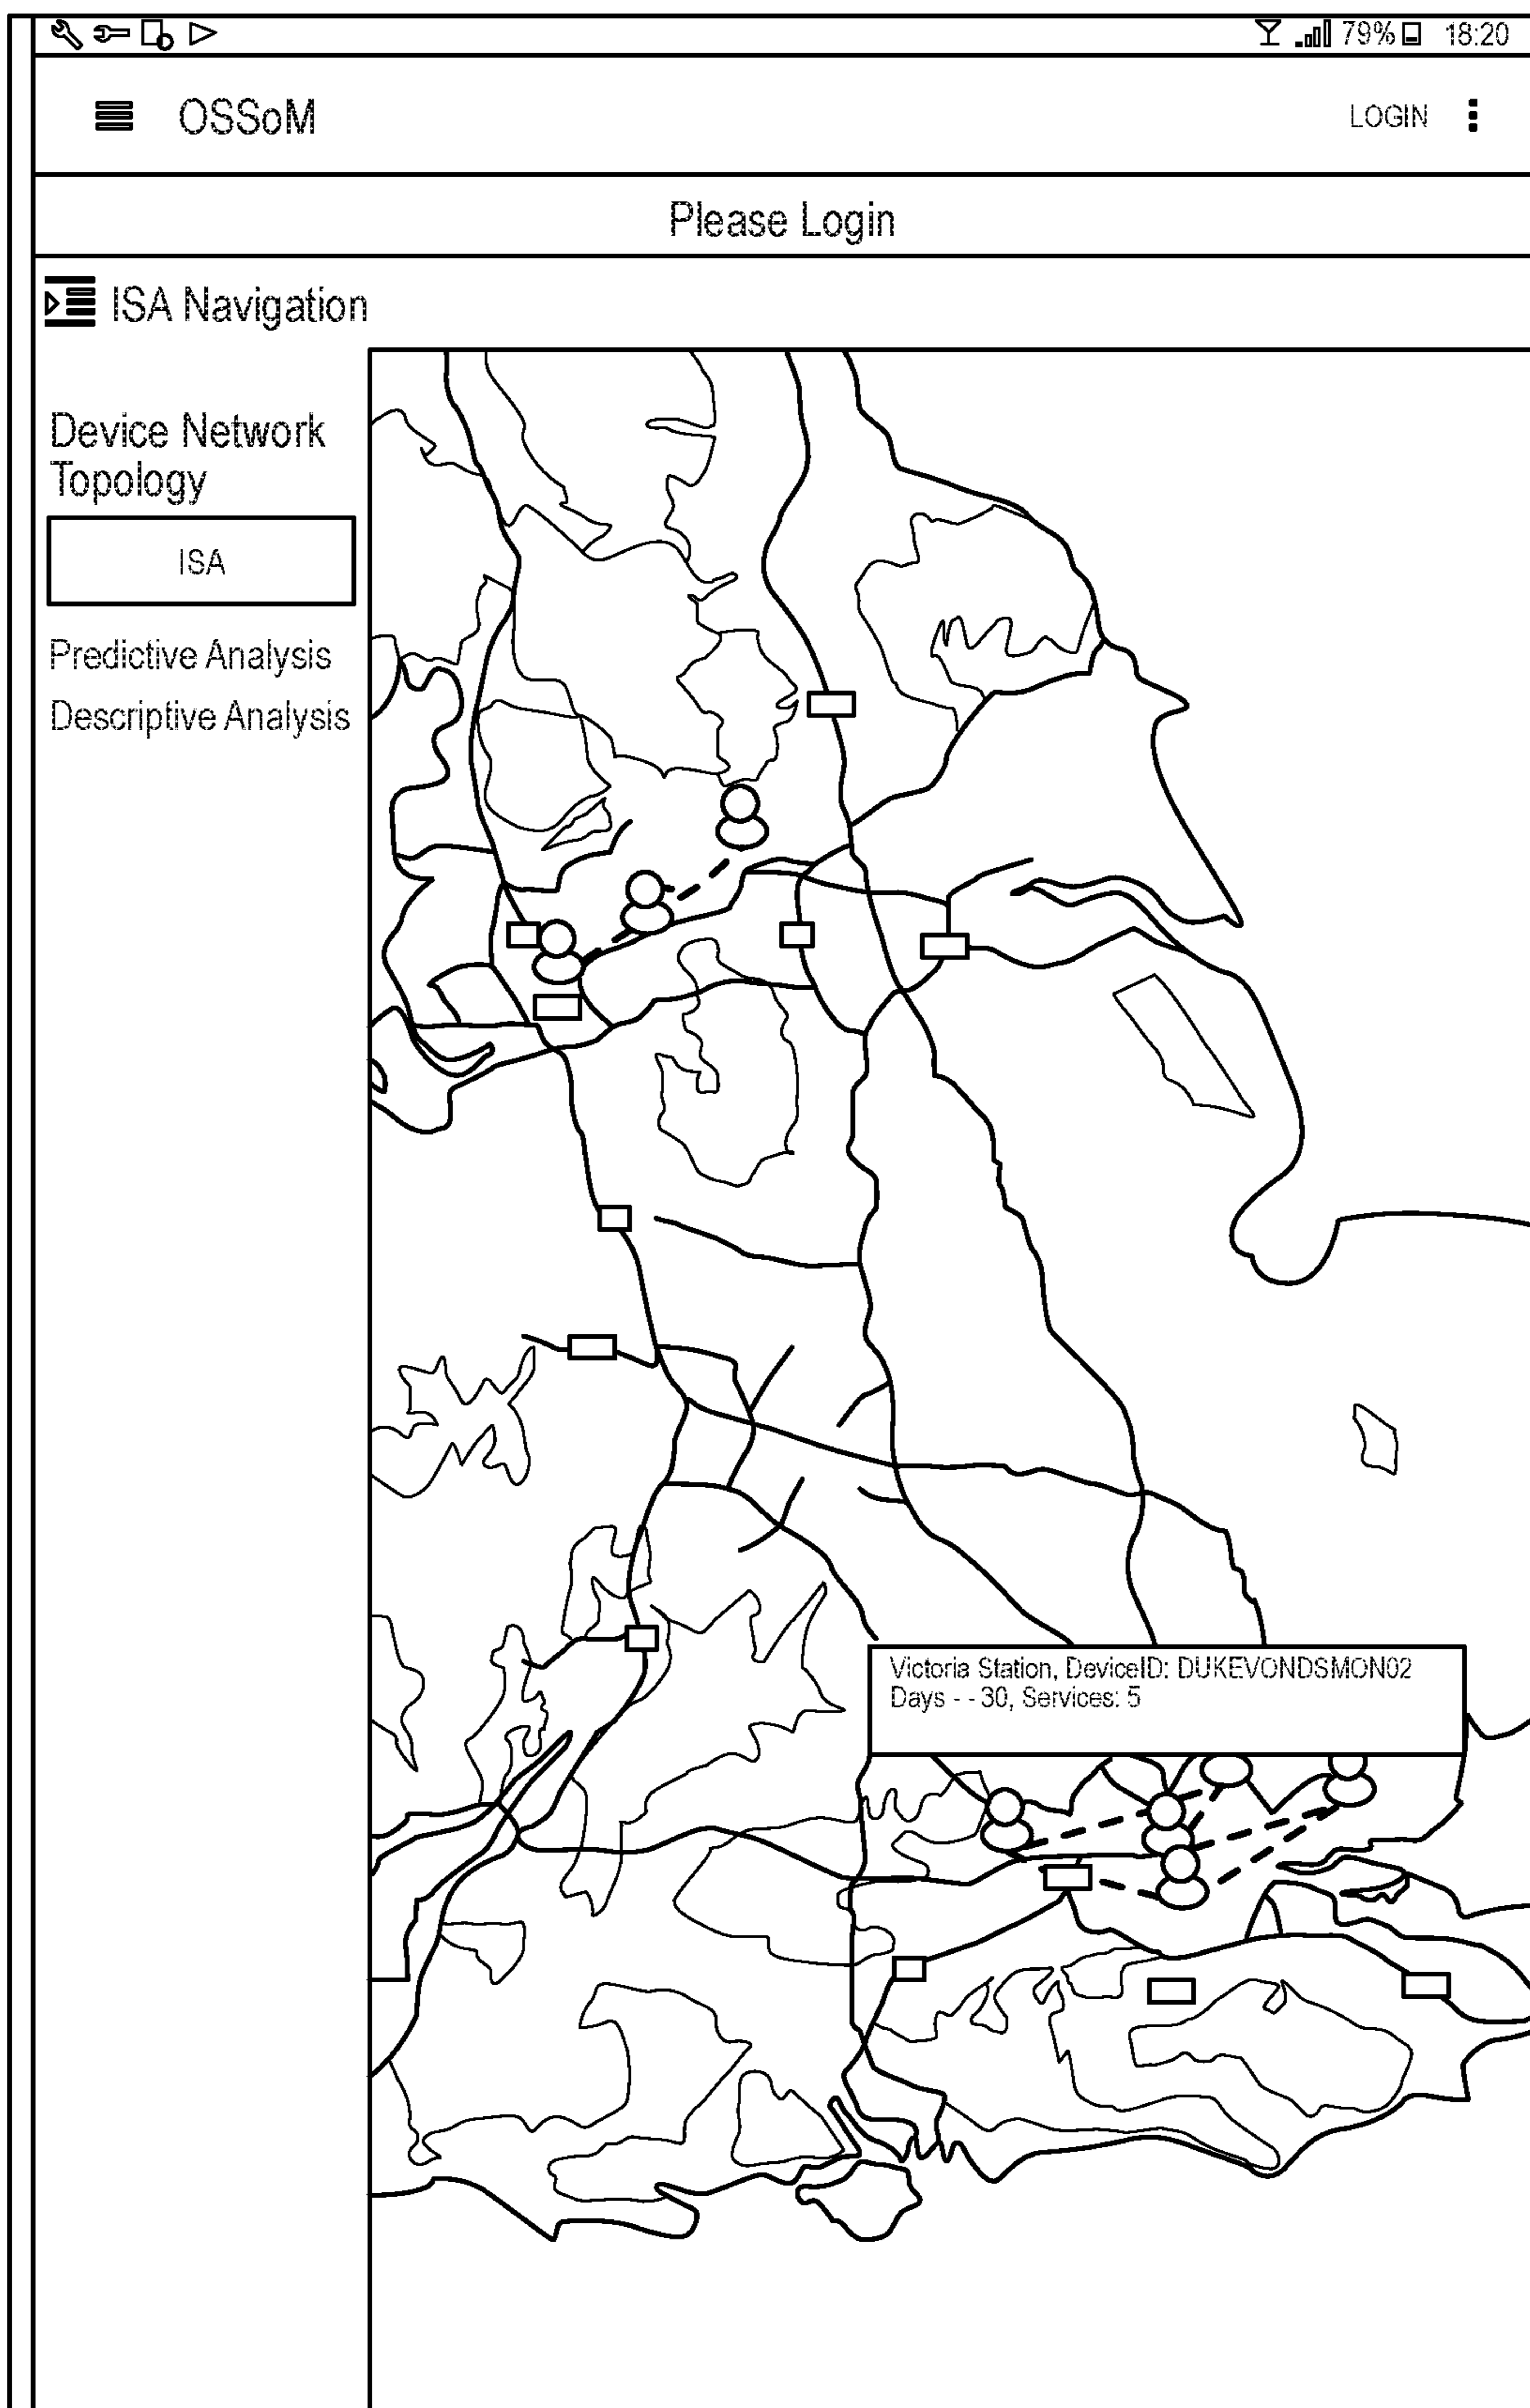 79% 18:20
OSSoM LOGIN
Please Login
ISA Navigation
Device Network
Topology
ISA
Predictive Analysis
Descriptive Analysis
Victoria Station, DeviceID: DUKEVONDSMON02
Days - - 30, Services: 5